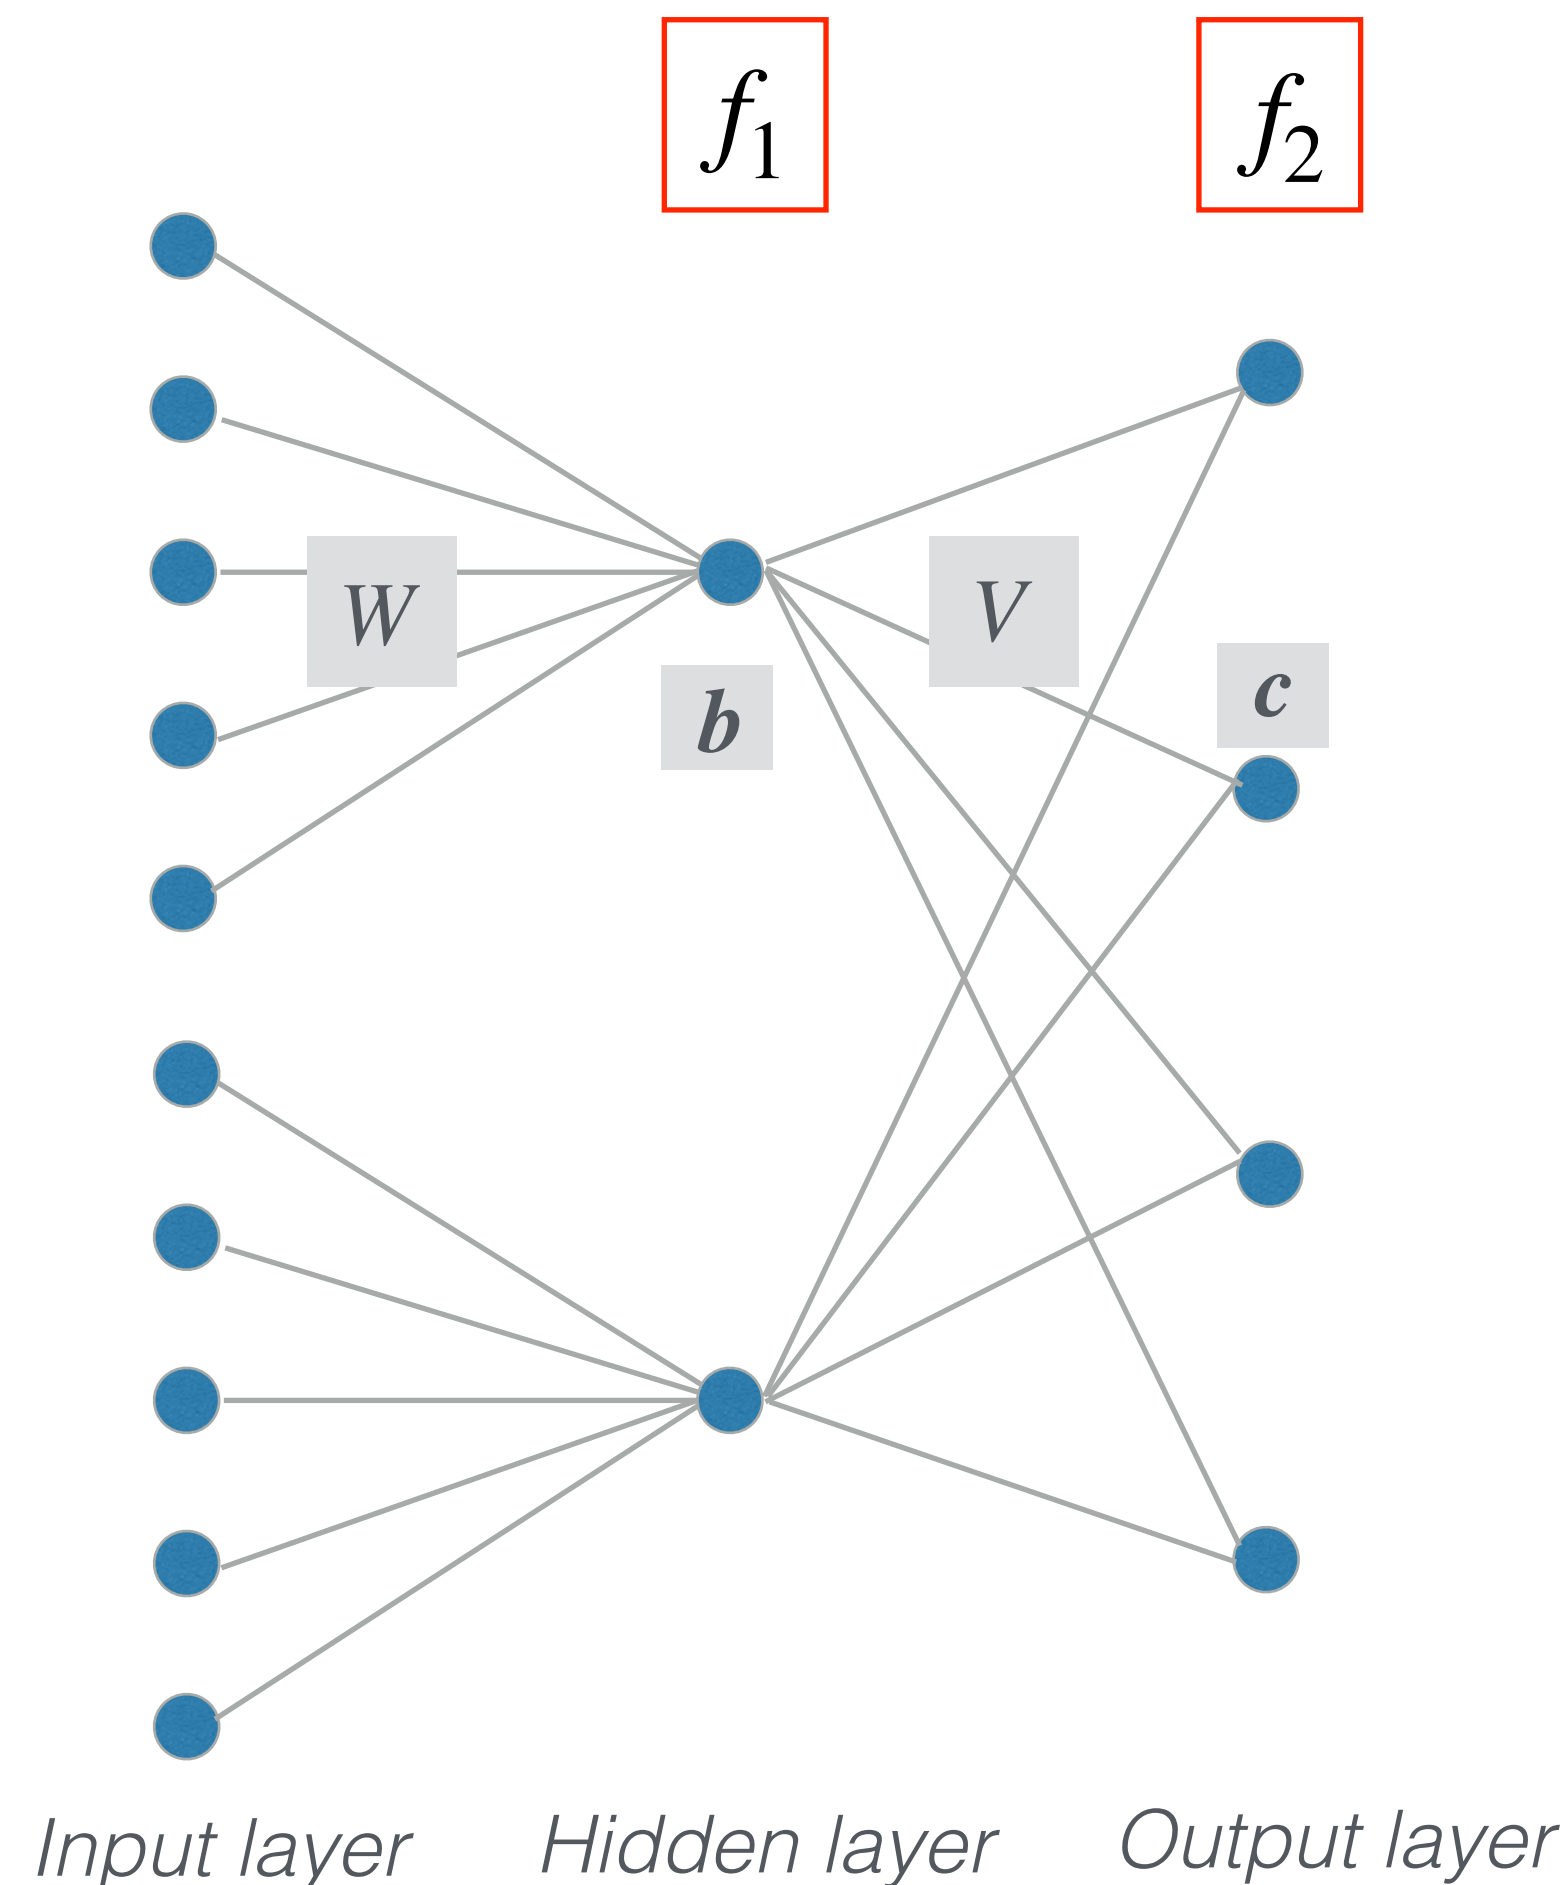 f1
f2
W
V
b
c
Input layer
Hidden layer
Output layer